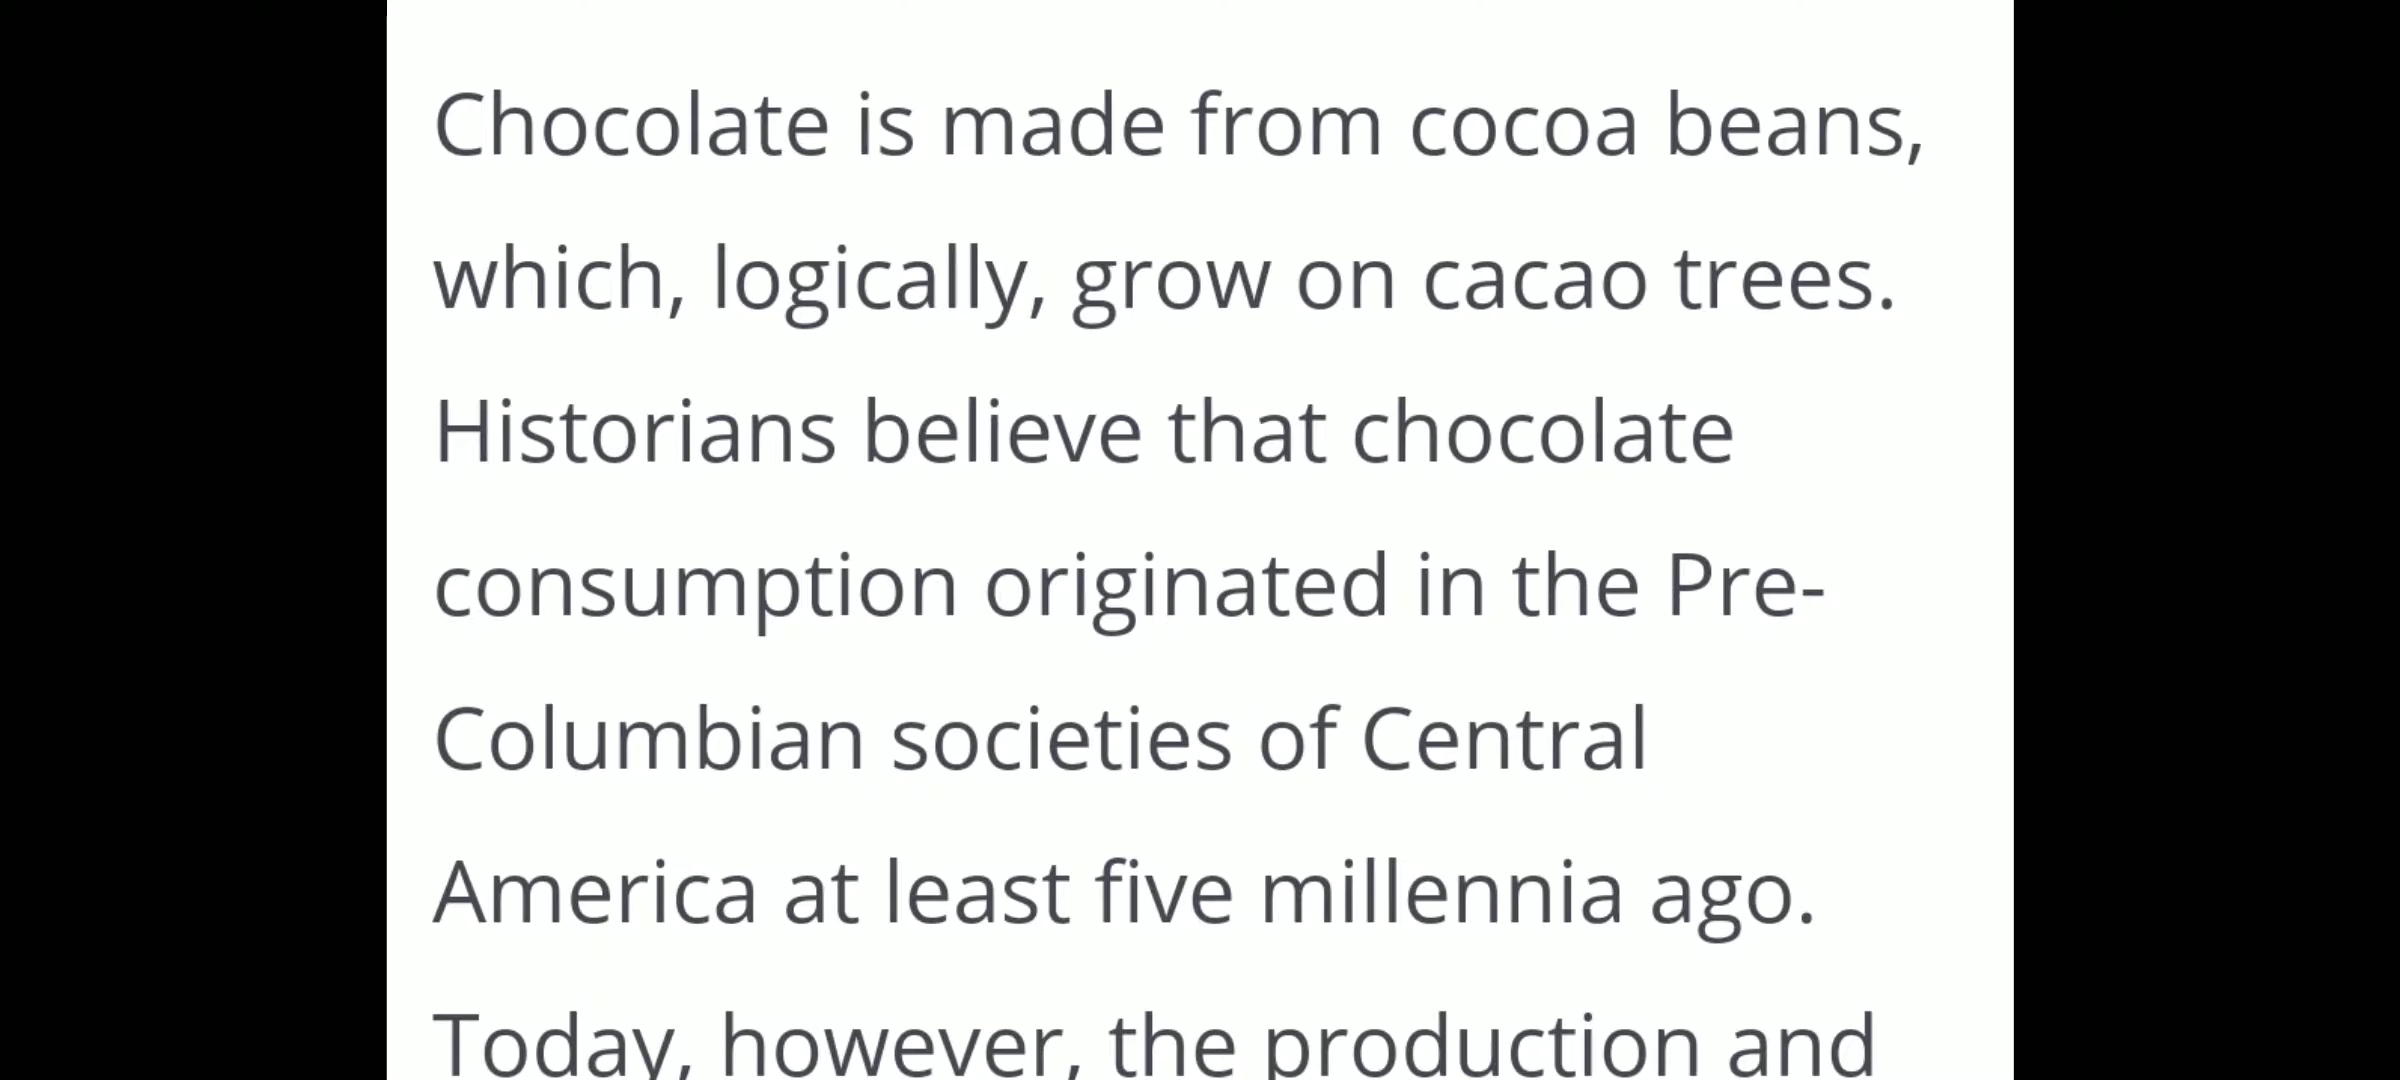 Chocolate is made from cocoa beans,
which, logically, grow on cacao trees.
Historians believe that chocolate
consumption originated in the Pre-
Columbian societies of Central
America at least five millennia ago.
Today, however, the production and